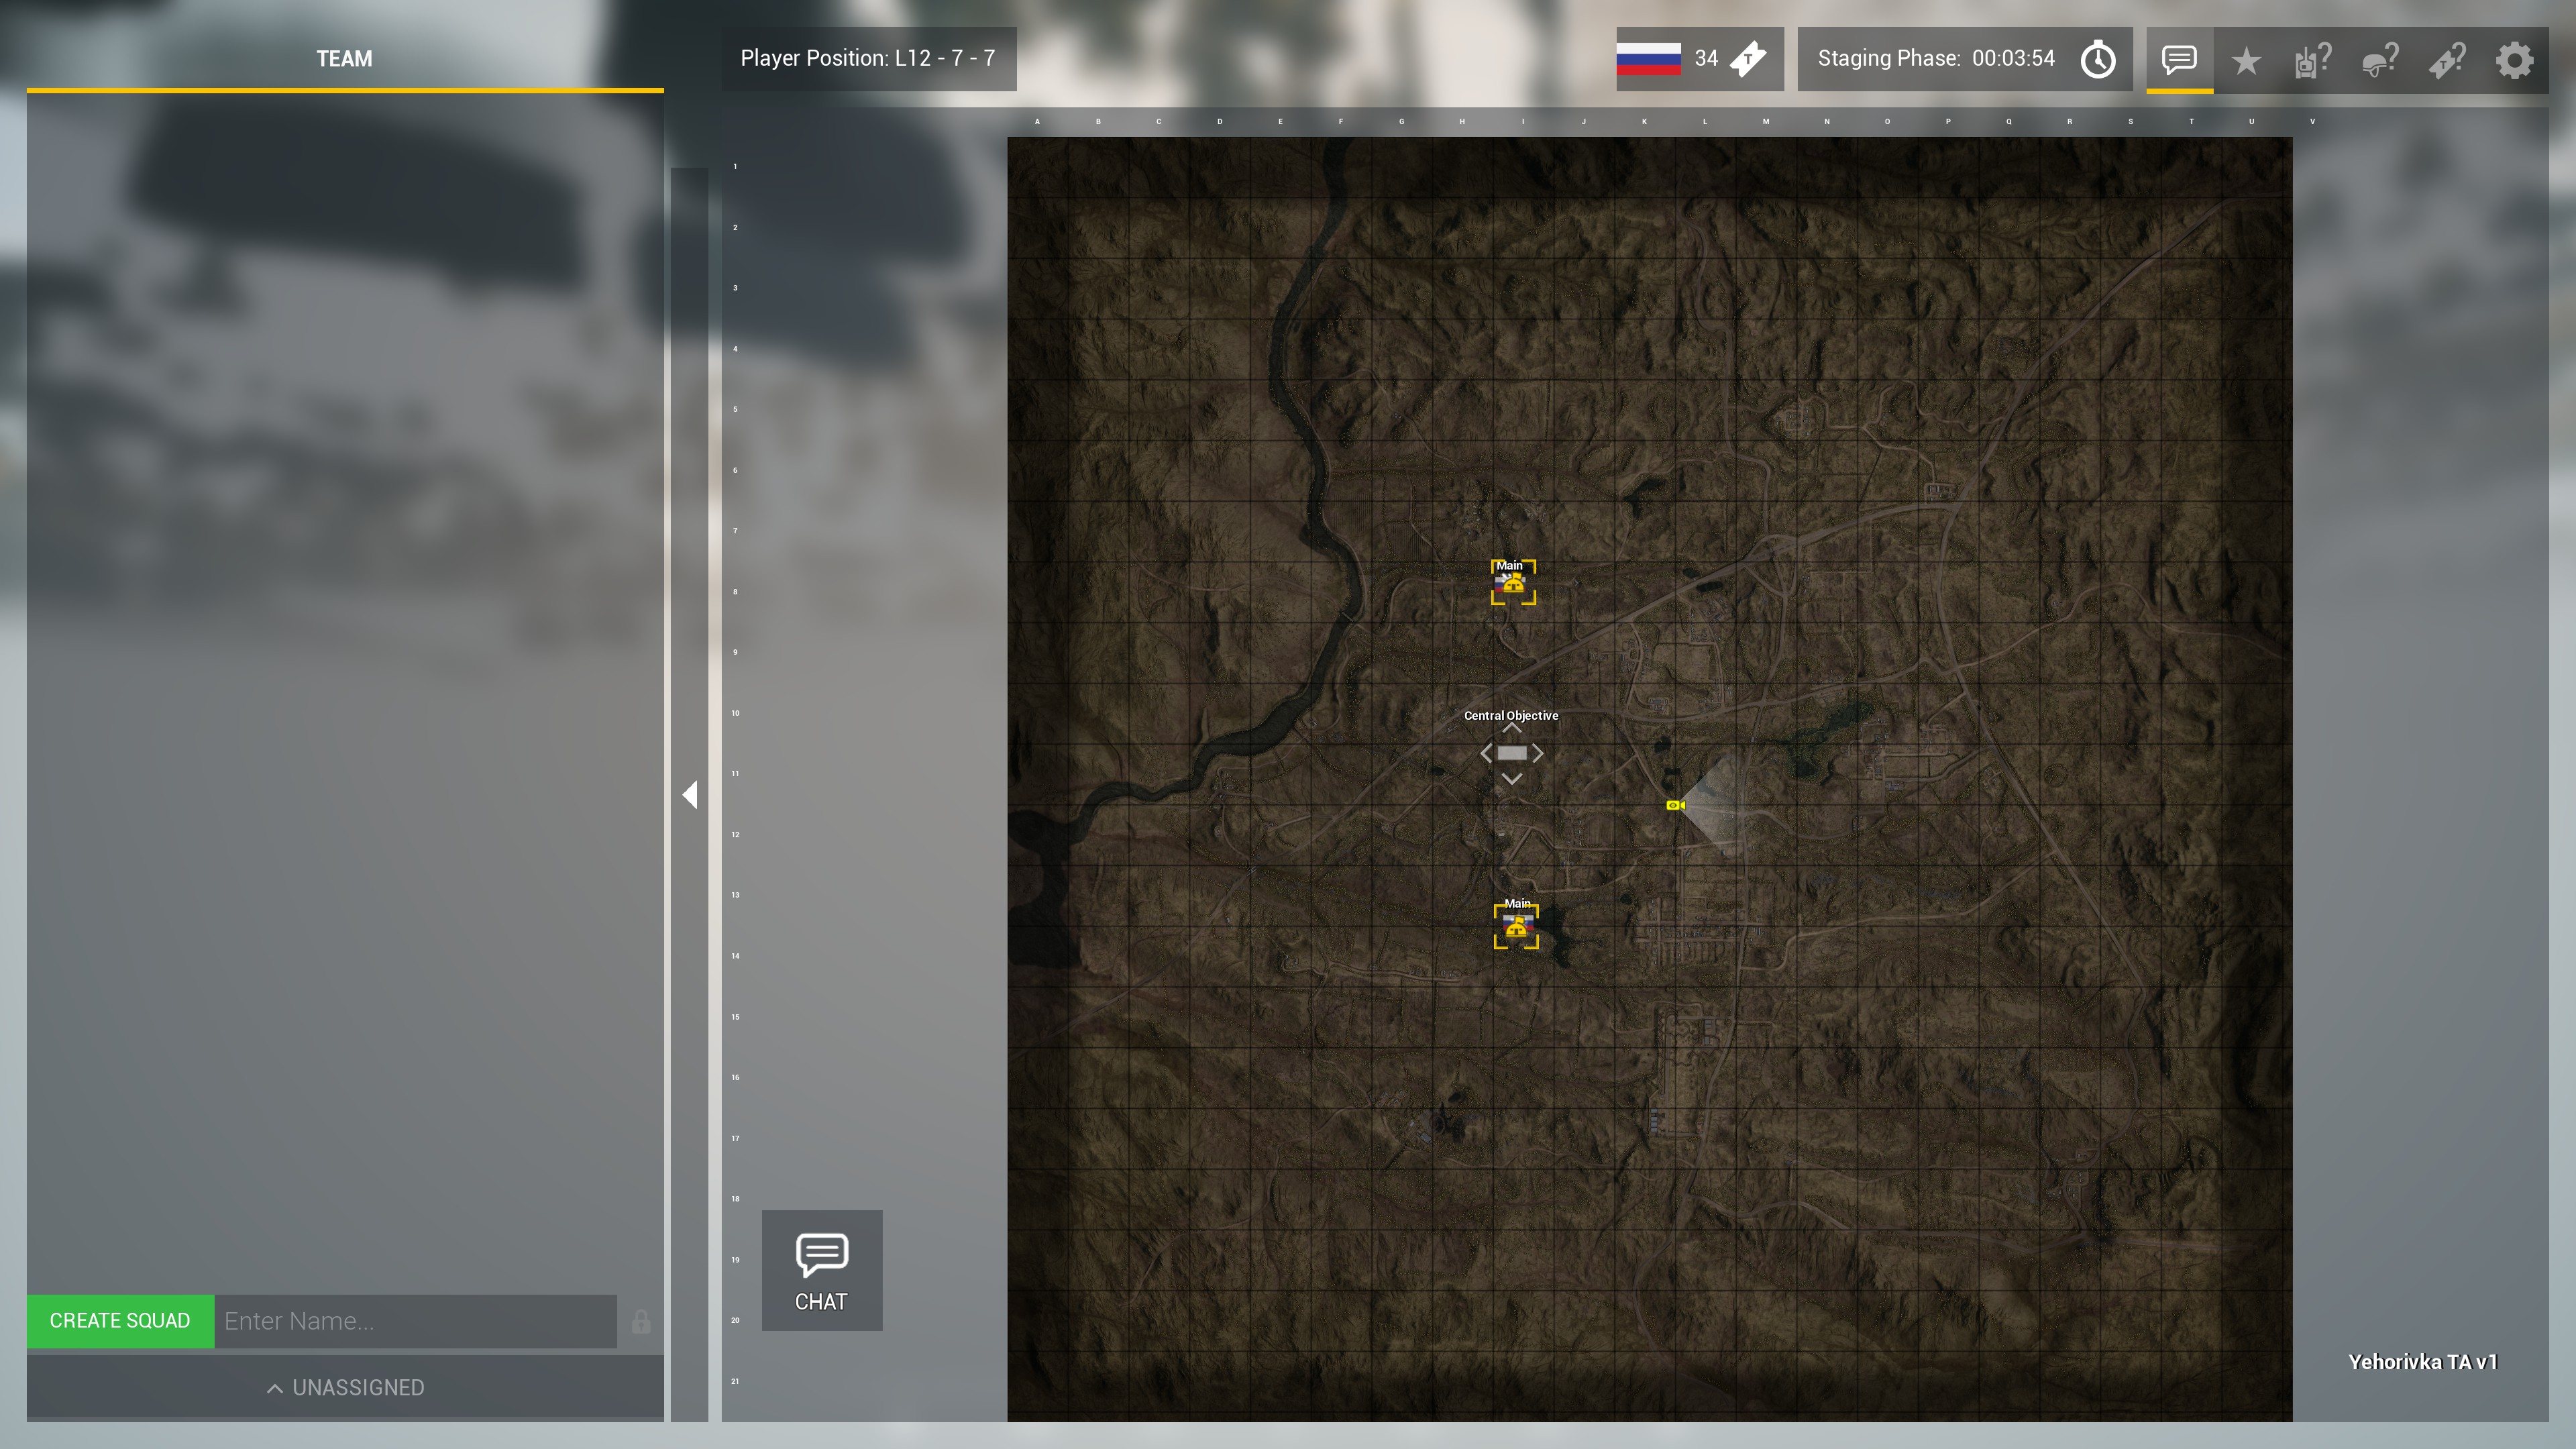 TEAM
Player Position: L12 - 7 - 7
34 T
Staging Phase: 00:03:54
? ? T?
A B C D E F G H I J K L M N O P Q R S T U V
1
2
3
4
5
6
7
Main
8
9
10
Central Objective
11
12
13
Main
14
15
16
17
18
19
CHAT
20
CREATE SQUAD Enter Name...
Yehorivka TA v1
21
UNASSIGNED